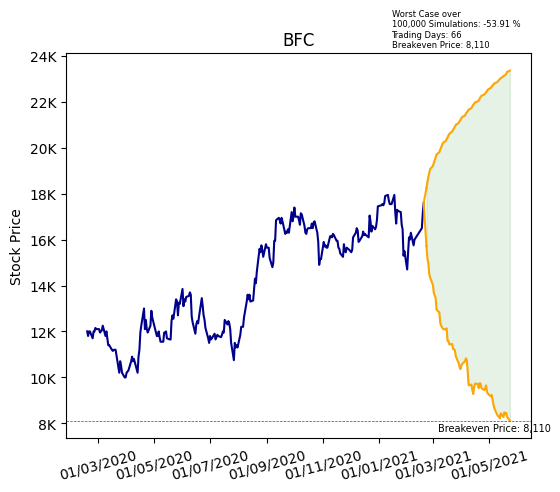 Worst Case over
100,000 Simulations: -53.91 %
Trading Days: 66
Breakeven Price: 8,110
BFC
24K
22K
20K
18K
16K
14K
12K
10K
8K
Stock Price
Breakeven Price: 8,110
01/03/2020 01/05/2020 01/07/2020 01/09/2020 01/11/2020 01/01/2021 01/03/2021 01/05/2021